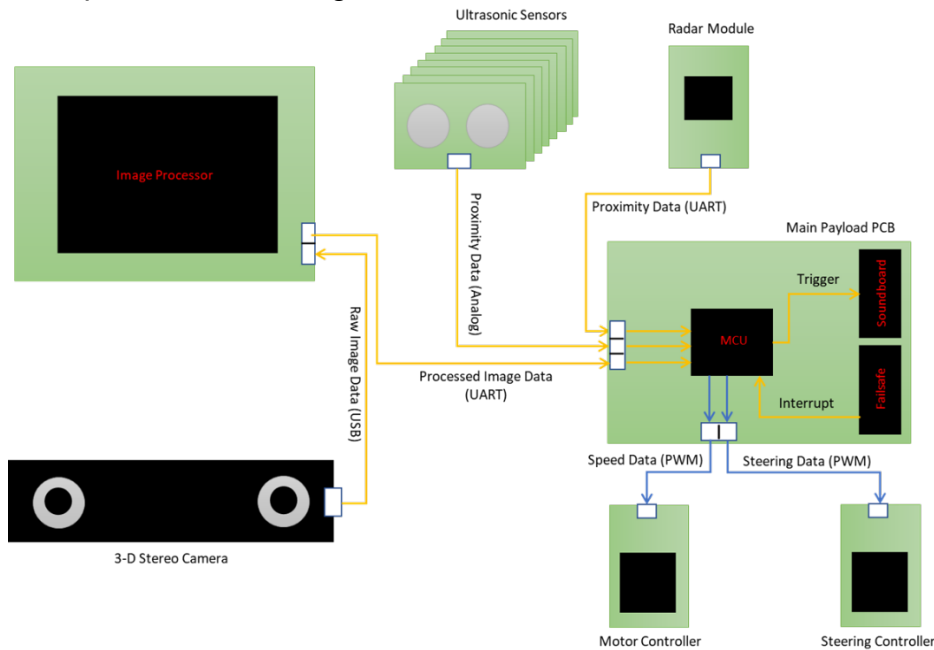 Ultrasonic Sensors
Radar Module
Image Processor
Proximity Data (Analog)
Proximity Data (UART)
Main Payload PCB
Raw Image Data (USB)
Trigger
Soundboard
MCU
Processed Image Data
(UART)
Interrupt
Failsafe
Speed Data (PWM)
Steering Data (PWM)
3-D Stereo Camera
Motor Controller
Steering Controller